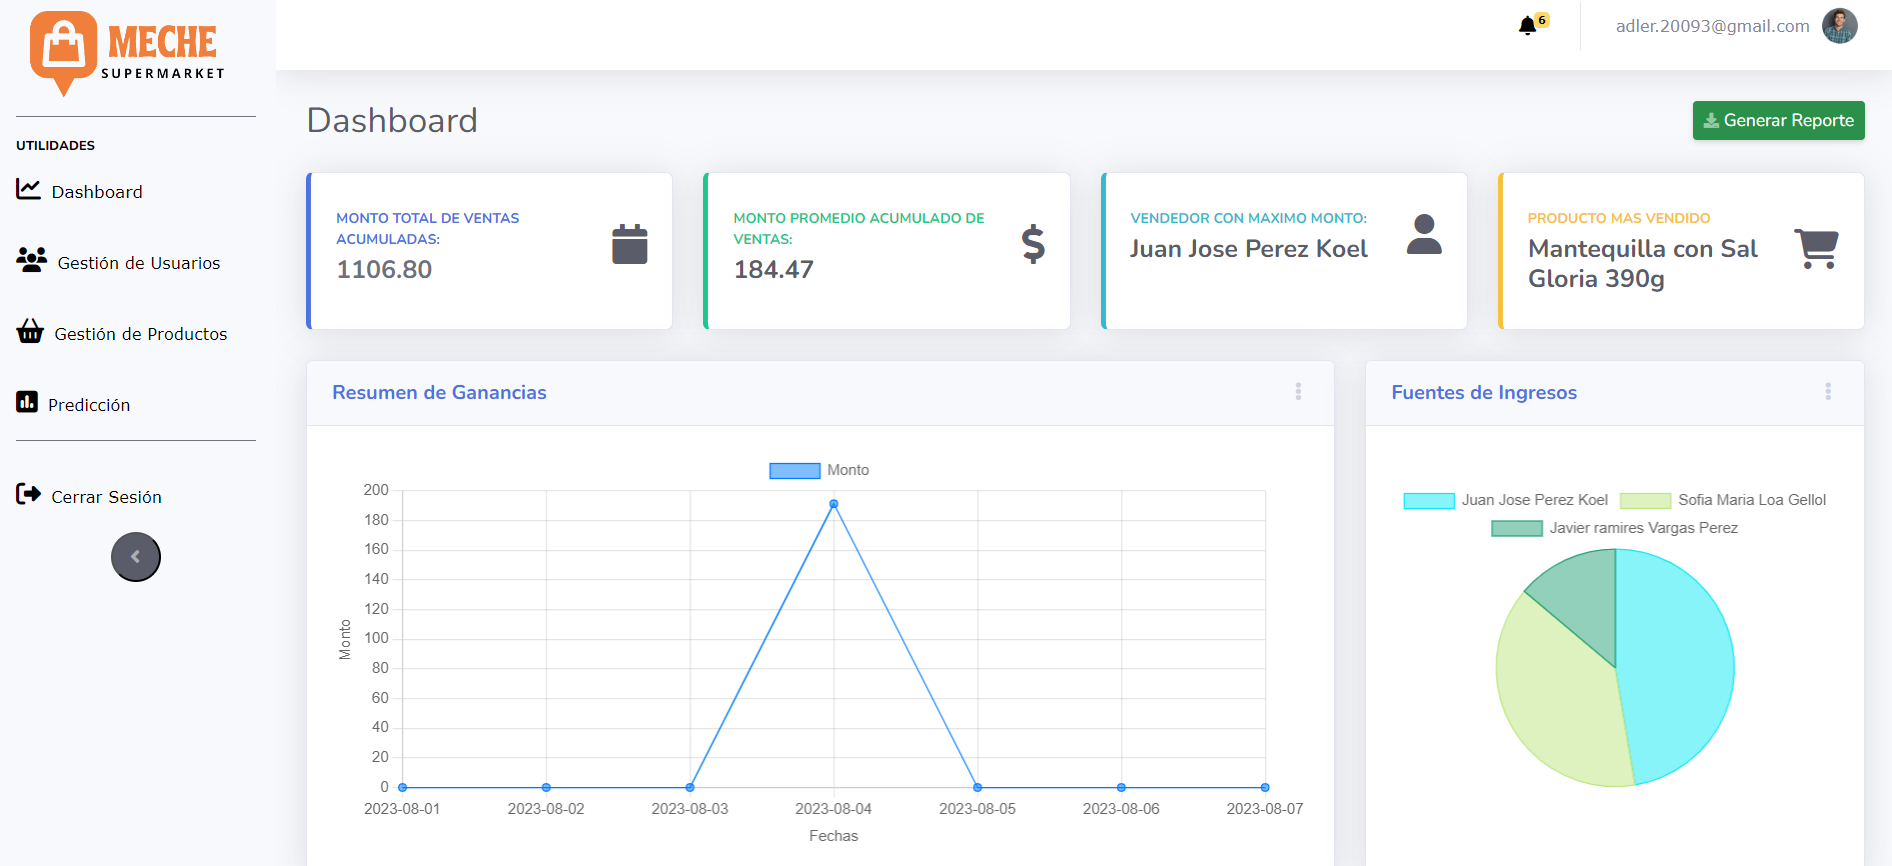 MECHE
SUPERMARKET
UTILIDADES
Dashboard
Gestión de Usuarios
Gestión de Productos
Predicción
Cerrar Sesión
6
adler.20093@gmail.com
Dashboard
Generar Reporte
MONTO TOTAL DE VENTAS
ACUMULADAS:
1106.80
MONTO PROMEDIO ACUMULADO DE
VENTAS:
184.47
VENDEDOR CON MAXIMO MONTO:
Juan Jose Perez Koel
PRODUCTO MAS VENDIDO
Mantequilla con Sal
Gloria 390g
Resumen de Ganancias
Monto
200
180
160
140
120
100
80
60
40
20
0
Monto
2023-08-01 2023-08-02 2023-08-03 2023-08-04 2023-08-05 2023-08-06 2023-08-07
Fechas
Fuentes de Ingresos
Juan Jose Perez Koel Sofia Maria Loa Gellol
Javier ramires Vargas Perez